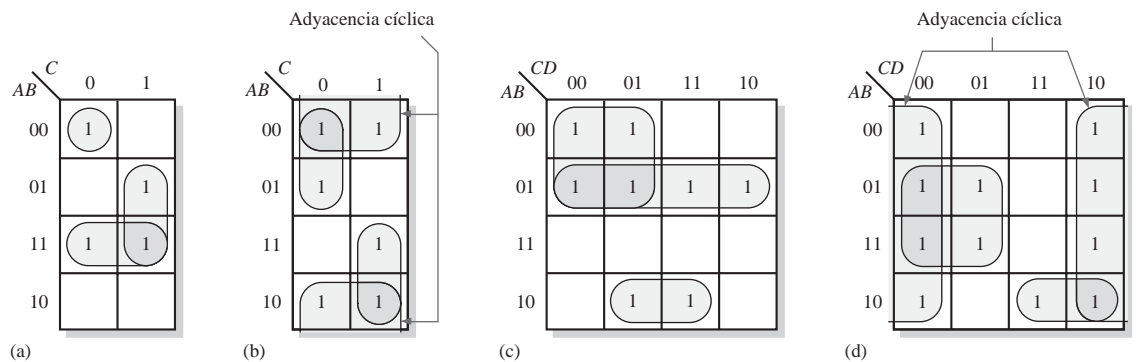 Adyacencia cíclica
Adyacencia cíclica
C
AB
0 1
00 1
01 1
11 1 1
10
(a)
C
AB
0 1
00 1 1
01 1
11 1
10 1 1
(b)
CD
AB
00 01 11 10
00 1 1
01 1 1 1 1
11
10 1 1
(c)
CD
AB
00 01 11 10
00 1 1
01 1 1 1
11 1 1 1
10 1 1 1
(d)